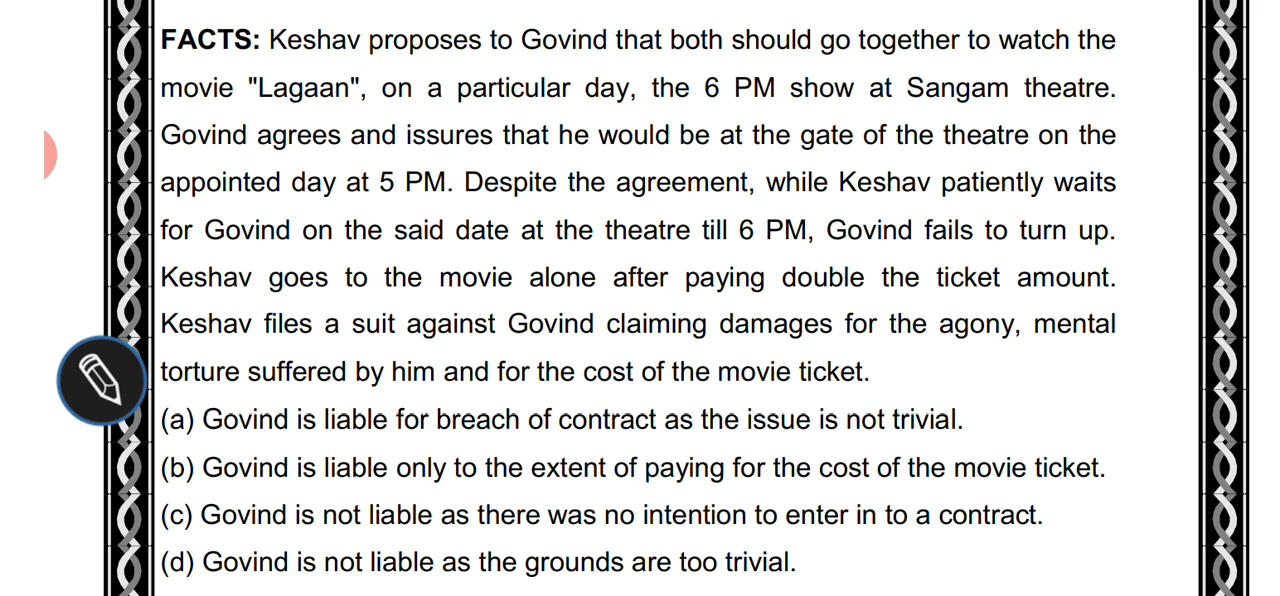 FACTS: Keshav proposes to Govind that both should go together to watch the
movie "Lagaan", on a particular day, the 6 PM show at Sangam theatre.
Govind agrees and issures that he would be at the gate of the theatre on the
appointed day at 5 PM. Despite the agreement, while Keshav patiently waits
for Govind on the said date at the theatre till 6 PM, Govind fails to turn up.
Keshav goes to the movie alone after paying double the ticket amount.
Keshav files a suit against Govind claiming damages for the agony, mental
torture suffered by him and for the cost of the movie ticket.
(a) Govind is liable for breach of contract as the issue is not trivial.
(b) Govind is liable only to the extent of paying for the cost of the movie ticket.
(c) Govind is not liable as there was no intention to enter in to a contract.
(d) Govind is not liable as the grounds are too trivial.